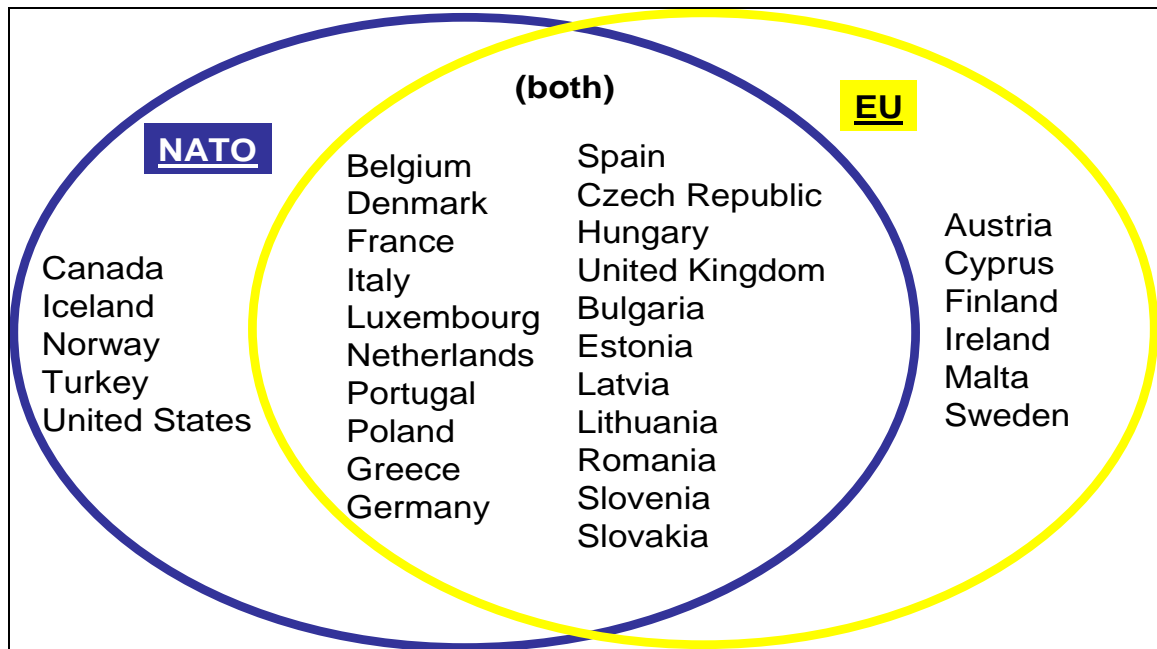 (both)
NATO
EU
Canada
Iceland
Norway
Turkey
United States
Belgium
Denmark
France
Italy
Luxembourg
Netherlands
Portugal
Poland
Greece
Germany
Spain
Czech Republic
Hungary
United Kingdom
Bulgaria
Estonia
Latvia
Lithuania
Romania
Slovenia
Slovakia
Austria
Cyprus
Finland
Ireland
Malta
Sweden